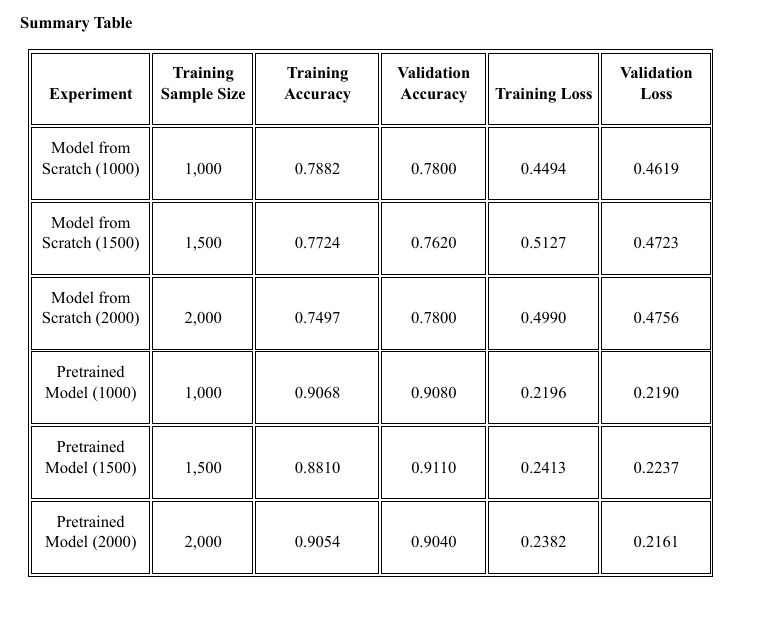 Summary Table
Experiment | Training Sample Size | Training Accuracy | Validation Accuracy | Training Loss | Validation Loss
Model from Scratch (1000) | 1,000 | 0.7882 | 0.7800 | 0.4494 | 0.4619
Model from Scratch (1500) | 1,500 | 0.7724 | 0.7620 | 0.5127 | 0.4723
Model from Scratch (2000) | 2,000 | 0.7497 | 0.7800 | 0.4990 | 0.4756
Pretrained Model (1000) | 1,000 | 0.9068 | 0.9080 | 0.2196 | 0.2190
Pretrained Model (1500) | 1,500 | 0.8810 | 0.9110 | 0.2413 | 0.2237
Pretrained Model (2000) | 2,000 | 0.9054 | 0.9040 | 0.2382 | 0.2161